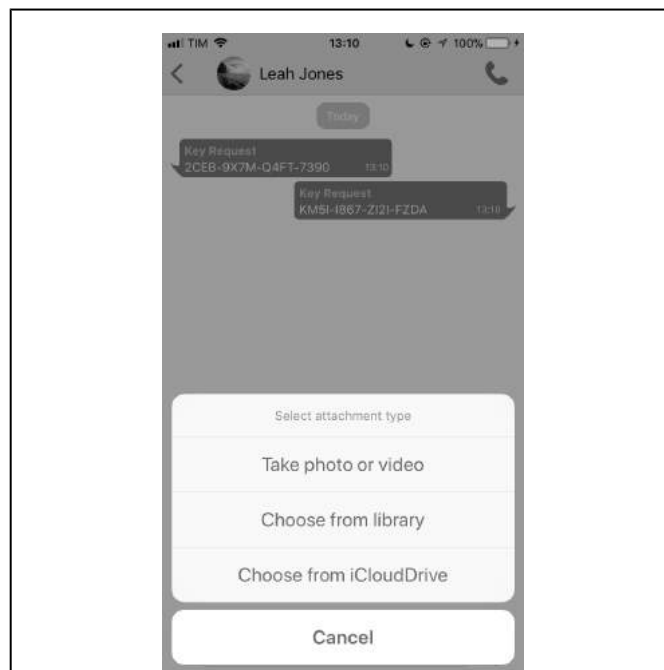 TIM 13:10 100%
Leah Jones
Today
Key Request
2CEB-9X7M-Q4FT-7390 13:10
Key Request
KM5I-I867-ZI2I-FZDA 13:10
Select attachment type
Take photo or video
Choose from library
Choose from iCloudDrive
Cancel